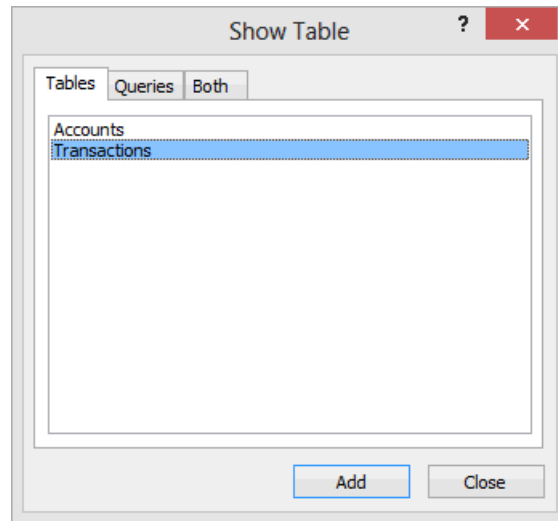 Show Table ? ×
Tables Queries Both
Accounts
Transactions
Add Close